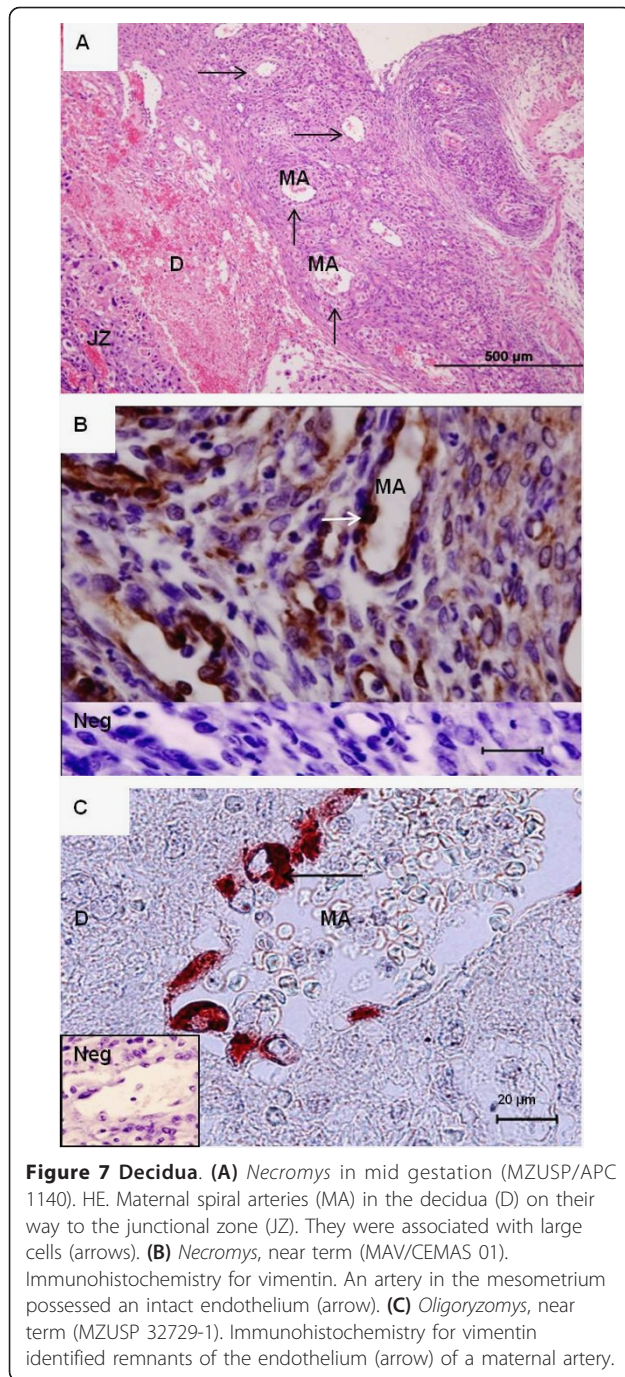 A
MA
MA
D
JZ
500 µm
B
MA
Neg
C
D
MA
Neg
20 µm
Figure 7 Decidua. (A) Necromys in mid gestation (MZUSP/APC
1140). HE. Maternal spiral arteries (MA) in the decidua (D) on their
way to the junctional zone (JZ). They were associated with large
cells (arrows). (B) Necromys, near term (MAV/CEMAS 01).
Immunohistochemistry for vimentin. An artery in the mesometrium
possessed an intact endothelium (arrow). (C) Oligoryzomys, near
term (MZUSP 32729-1). Immunohistochemistry for vimentin
identified remnants of the endothelium (arrow) of a maternal artery.